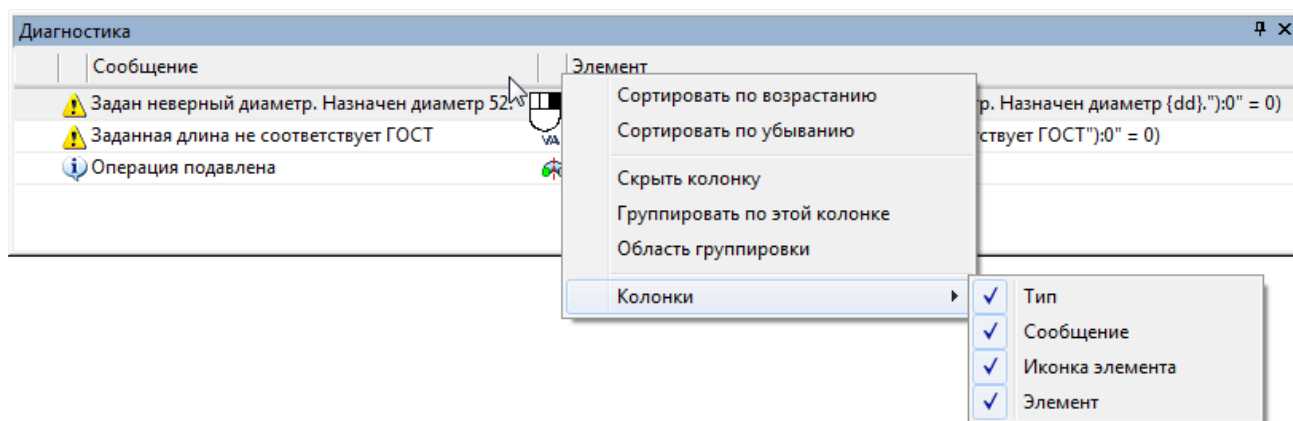 Диагностика
Сообщение Элемент
Задан неверный диаметр. Назначен диаметр 52. р. Назначен диаметр {dd}."):0" = 0)
Заданная длина не соответствует ГОСТ VA ствует ГОСТ"):0" = 0)
Операция подавлена
Сортировать по возрастанию
Сортировать по убыванию
Скрыть колонку
Группировать по этой колонке
Область группировки
Колонки
Тип
Сообщение
Иконка элемента
Элемент